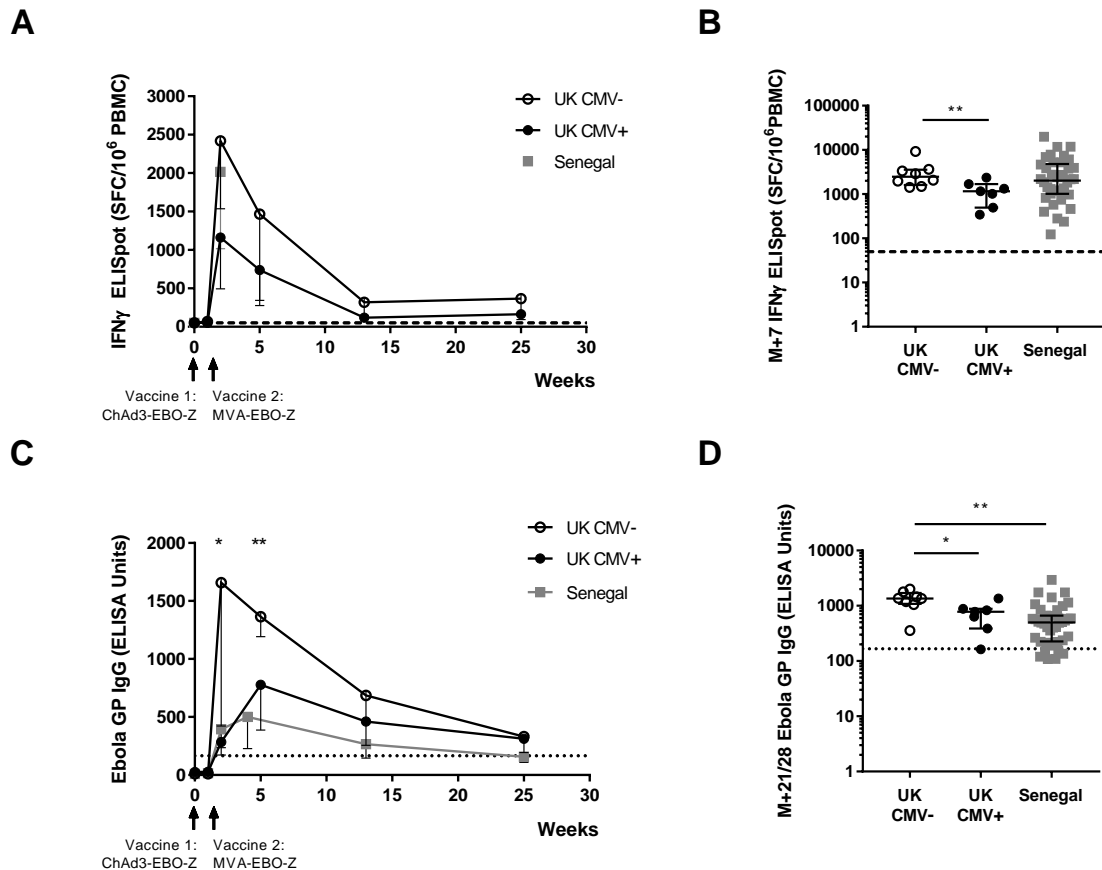 A
IFNγ ELISpot (SFC/10⁶ PBMC)
3000
2500
2000
1500
1000
500
0
0 5 10 15 20 25 30
Weeks
UK CMV-
UK CMV+
Senegal
Vaccine 1: Vaccine 2:
ChAd3-EBO-Z MVA-EBO-Z
B
M+7 IFNγ ELISpot (SFC/10⁶PBMC)
100000
10000
1000
100
10
1
**
UK UK Senegal
CMV- CMV+
C
Ebola GP IgG (ELISA Units)
2000
1500
1000
500
0
* **
0 5 10 15 20 25 30
Weeks
UK CMV-
UK CMV+
Senegal
Vaccine 1: Vaccine 2:
ChAd3-EBO-Z MVA-EBO-Z
D
M+21/28 Ebola GP IgG (ELISA Units)
10000
1000
100
10
1
**
*
UK UK Senegal
CMV- CMV+